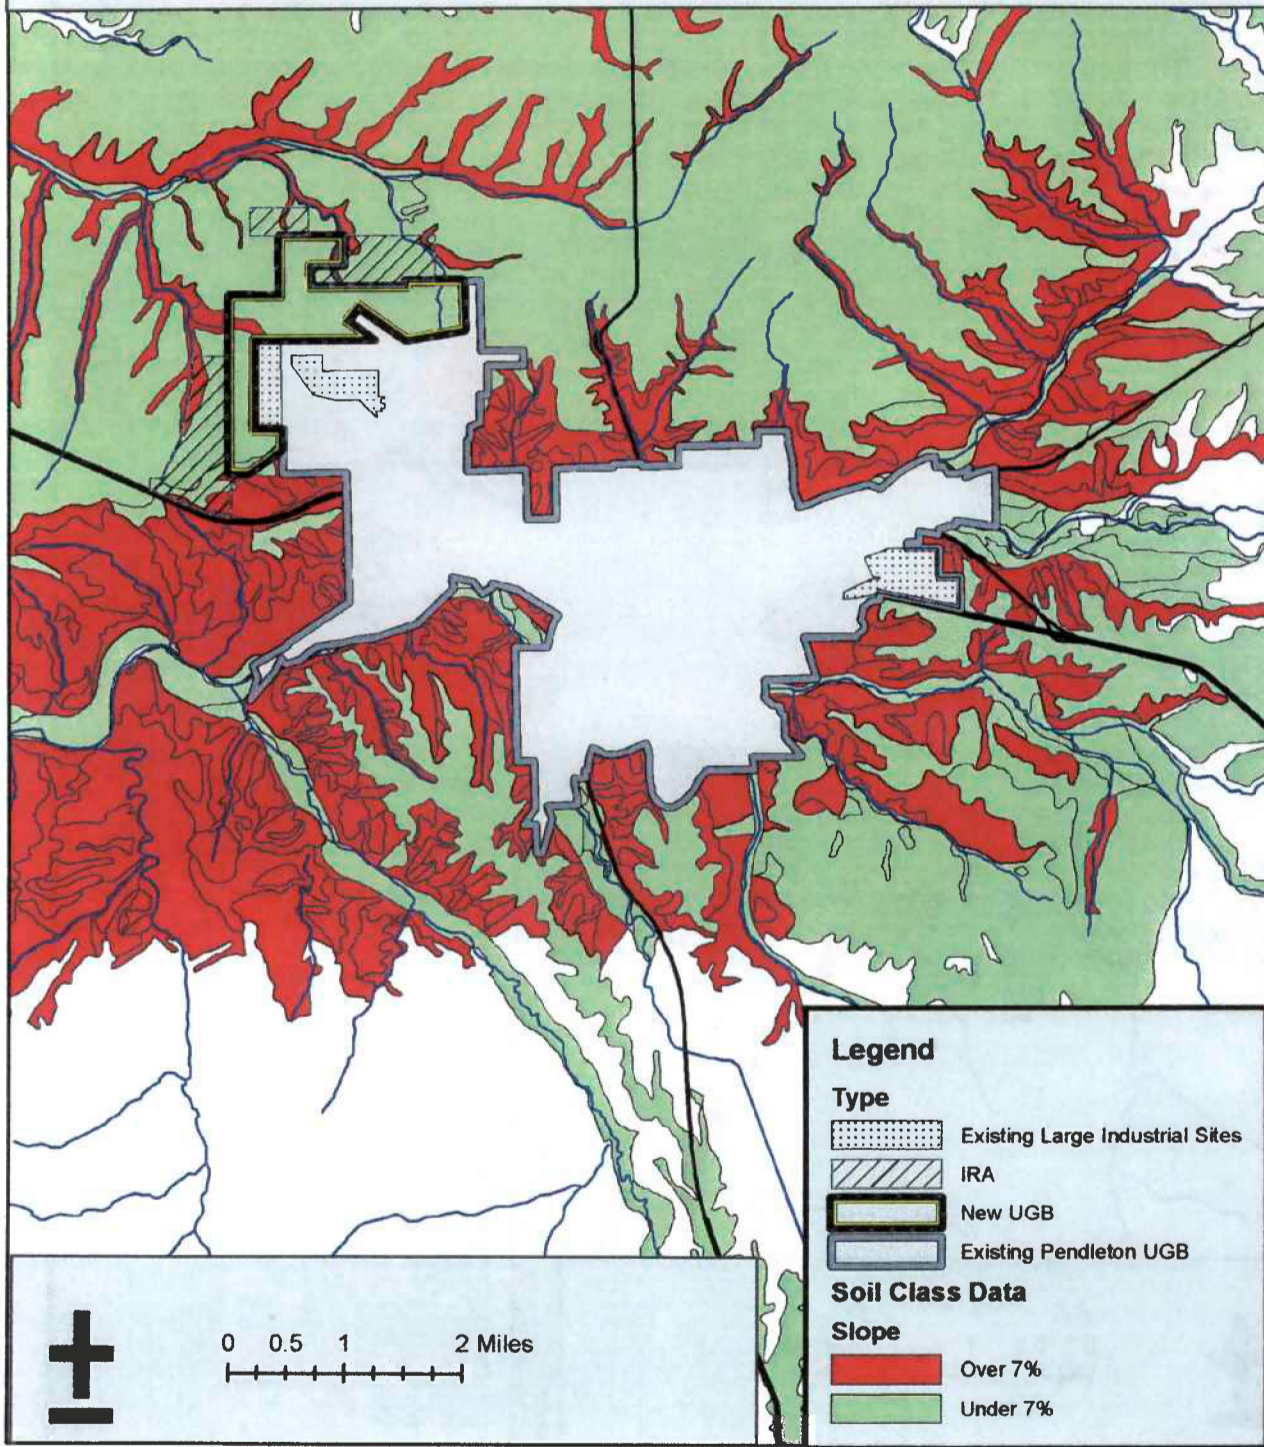 Legend
Type
Existing Large Industrial Sites
IRA
New UGB
Existing Pendleton UGB
Soil Class Data
Slope
Over 7%
Under 7%
0 0.5 1 2 Miles